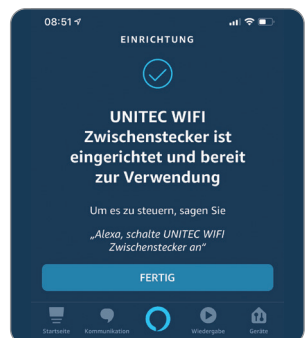 08:51
EINRICHTUNG
UNITEC WIFI
Zwischenstecker ist
eingerichtet und bereit
zur Verwendung
Um es zu steuern, sagen Sie
„Alexa, schalte UNITEC WIFI
Zwischenstecker an“
FERTIG
Startseite Kommunikation Wiedergabe Geräte